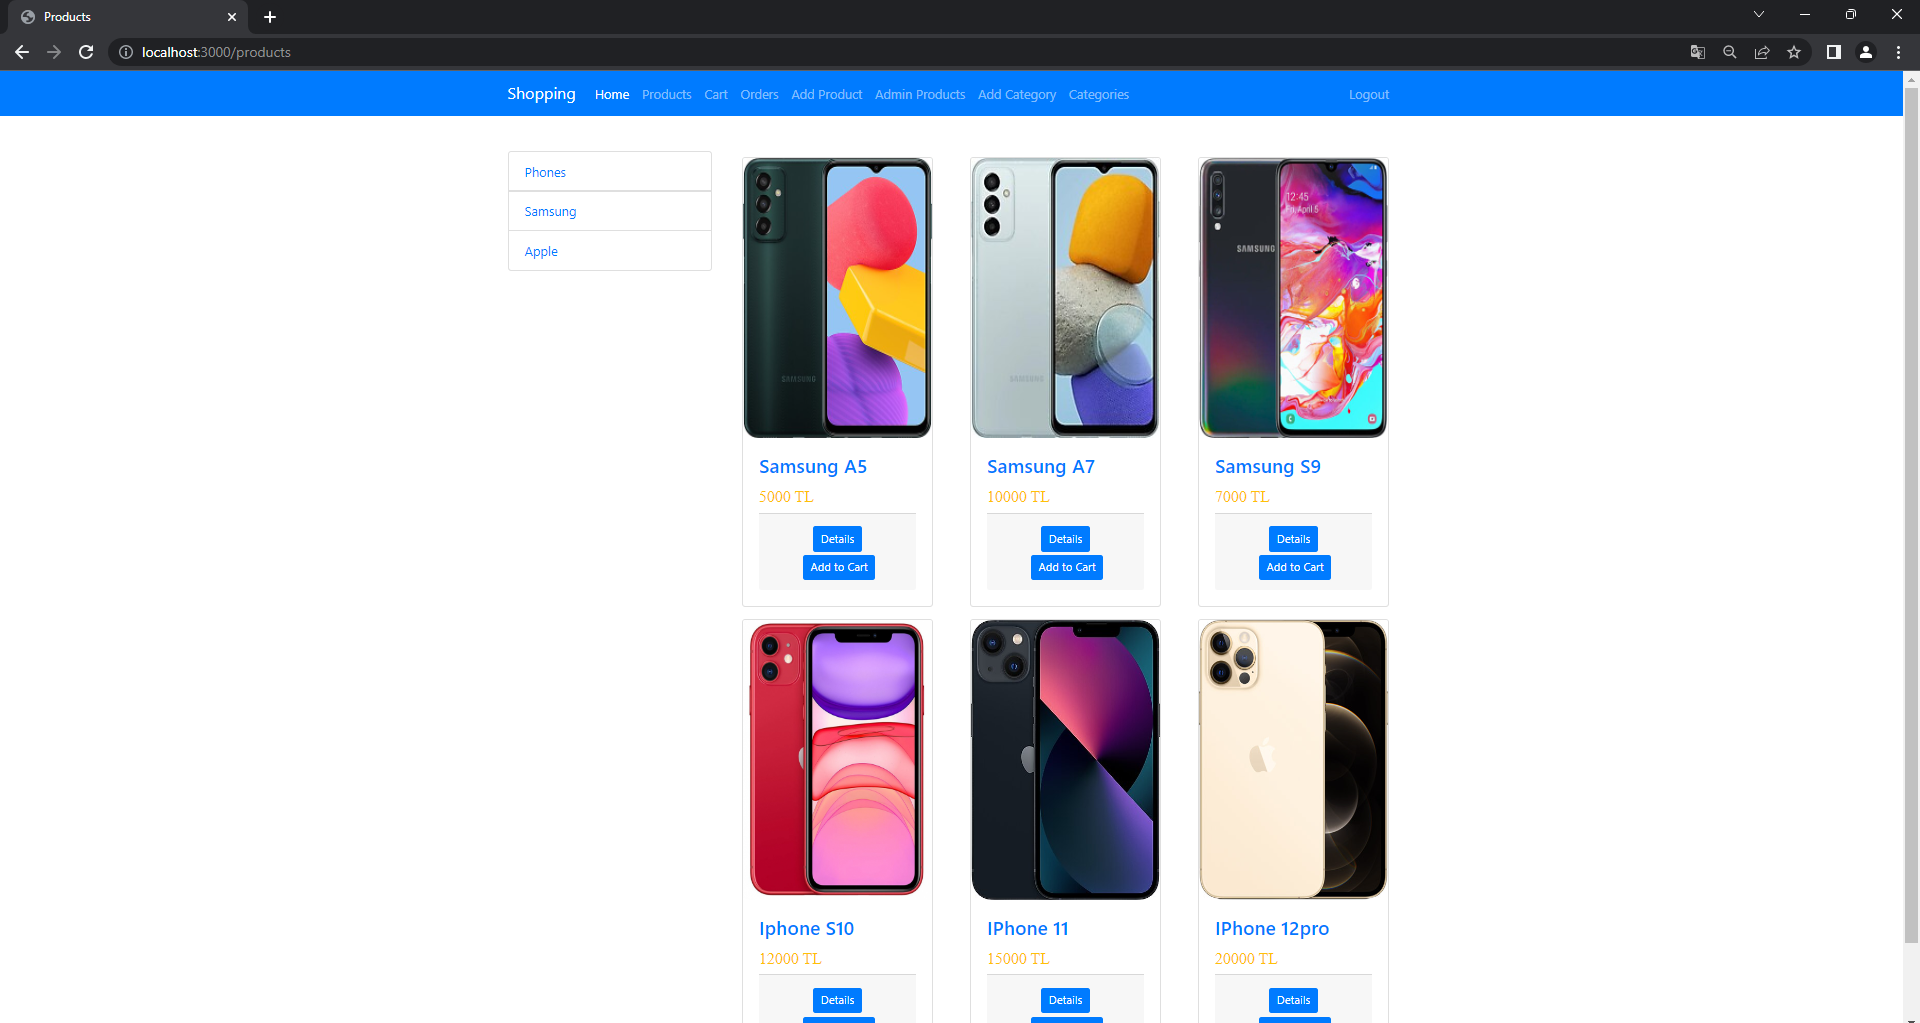 Products
localhost:3000/products
Shopping Home Products Cart Orders Add Product Admin Products Add Category Categories Logout
Phones
Samsung
Apple
SAMSUNG
SAMSUNG
12:45
Fri, April 5
SAMSUNG
Samsung A5
5000 TL
Details
Add to Cart
Samsung A7
10000 TL
Details
Add to Cart
Samsung S9
7000 TL
Details
Add to Cart
Iphone S10
12000 TL
Details
IPhone 11
15000 TL
Details
IPhone 12pro
20000 TL
Details